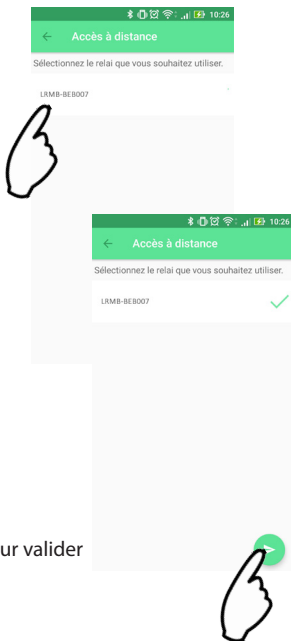 10:26
Accès à distance
Sélectionnez le relai que vous souhaitez utiliser.
LRMB-BEB007
10:26
Accès à distance
Sélectionnez le relai que vous souhaitez utiliser.
LRMB-BEB007
ur valider